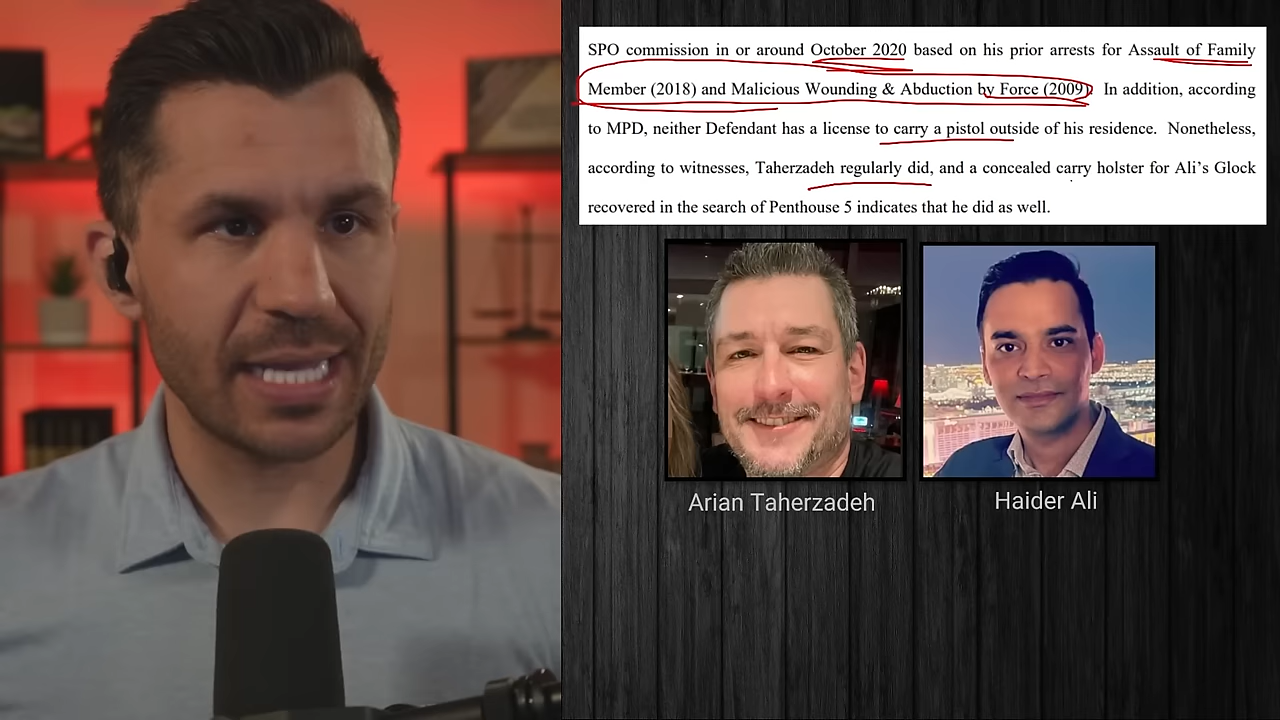 SPO commission in or around October 2020 based on his prior arrests for Assault of Family
Member (2018) and Malicious Wounding & Abduction by Force (2009). In addition, according
to MPD, neither Defendant has a license to carry a pistol outside of his residence. Nonetheless,
according to witnesses, Taherzadeh regularly did, and a concealed carry holster for Ali’s Glock
recovered in the search of Penthouse 5 indicates that he did as well.
Arian Taherzadeh
Haider Ali